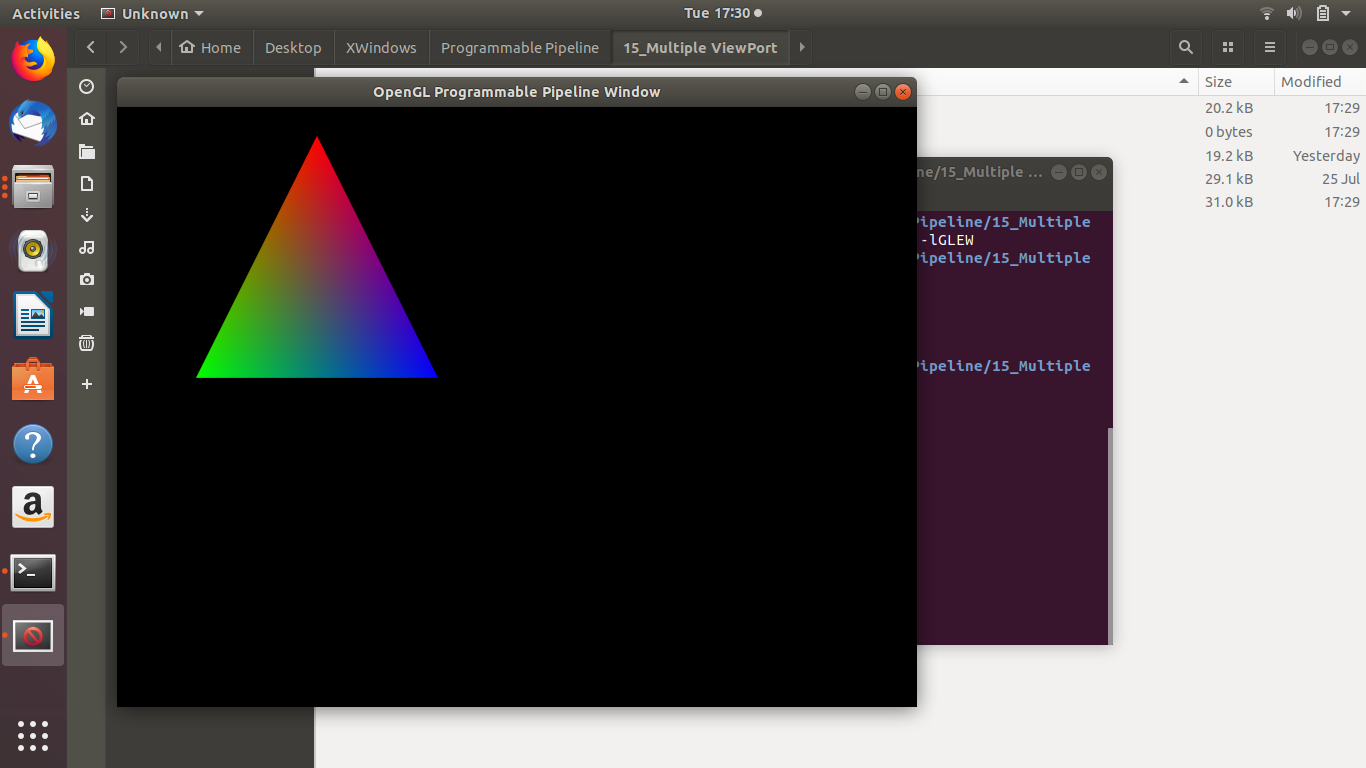 Activities Unknown Tue 17:30
Home Desktop XWindows Programmable Pipeline 15_Multiple ViewPort
Size Modified
OpenGL Programmable Pipeline Window
20.2 kB 17:29
0 bytes 17:29
19.2 kB Yesterday
29.1 kB 25 Jul
31.0 kB 17:29
ne/15_Multiple ...
Pipeline/15_Multiple
-lGLEW
Pipeline/15_Multiple
Pipeline/15_Multiple